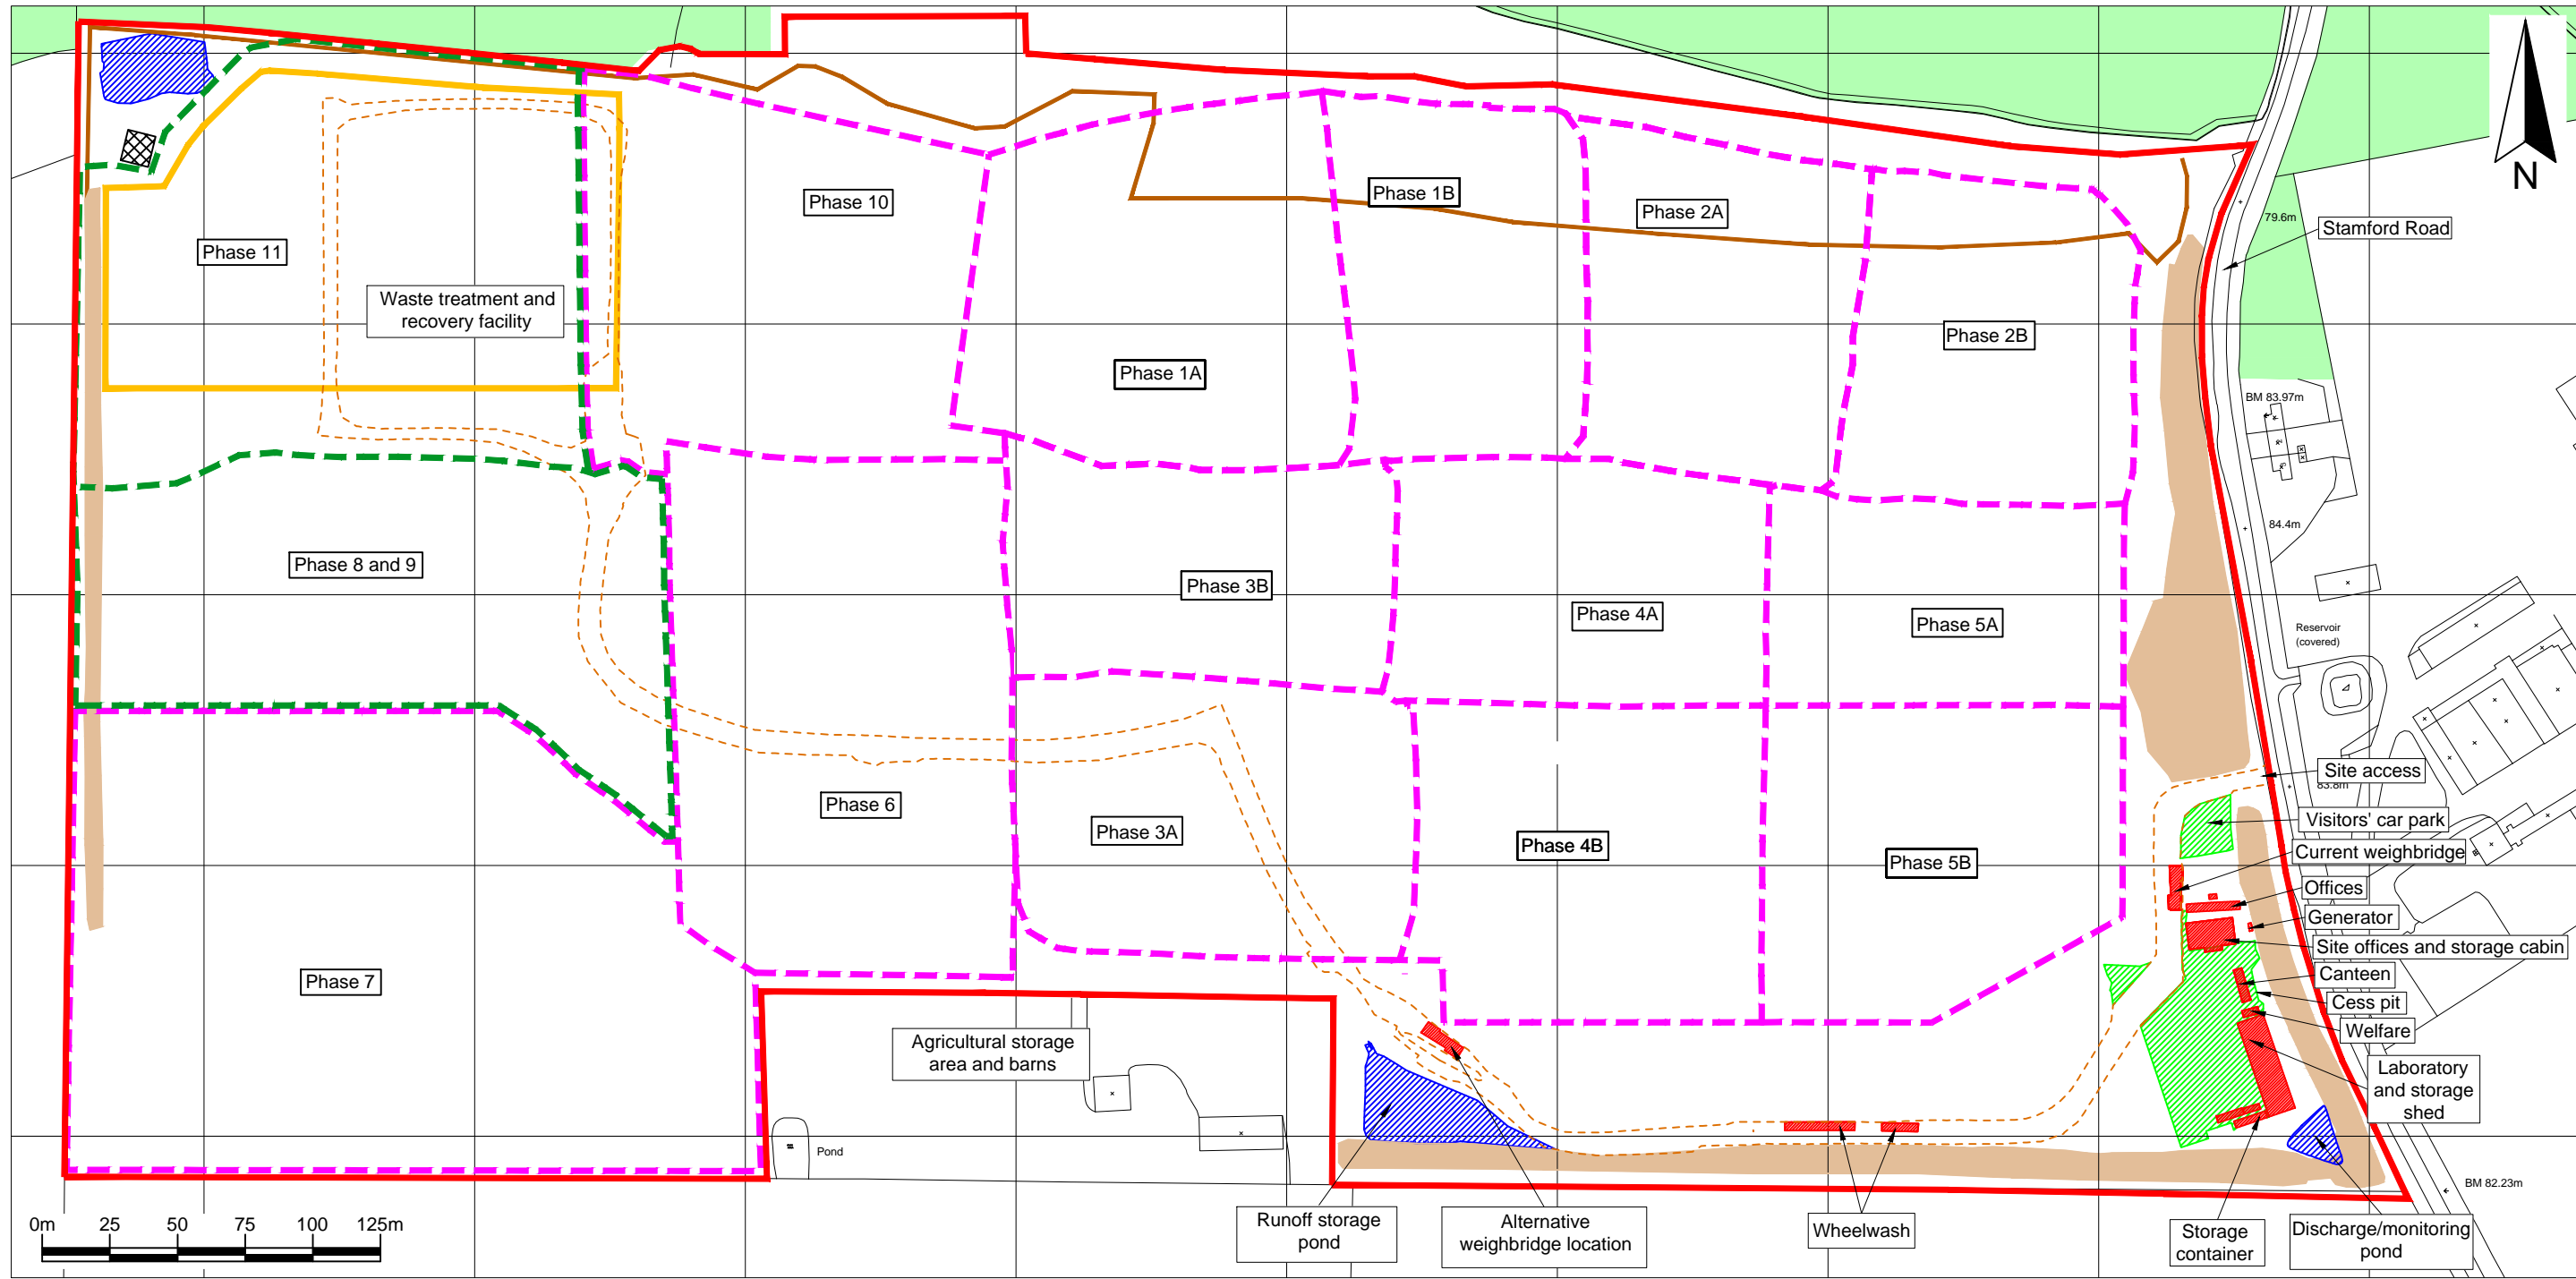 N
Phase 10
Phase 1B
Phase 2A
79.6m
Stamford Road
Phase 11
Waste treatment and
recovery facility
Phase 1A
Phase 2B
BM 83.97m
84.4m
Phase 8 and 9
Phase 3B
Phase 4A
Phase 5A
Reservoir
(covered)
Site access
83.8m
Phase 6
Phase 3A
Phase 4B
Phase 5B
Visitors' car park
Current weighbridge
Offices
Generator
Site offices and storage cabin
Canteen
Cess pit
Welfare
Laboratory
and storage
shed
Phase 7
Agricultural storage
area and barns
Pond
BM 82.23m
0m 25 50 75 100 125m
Runoff storage
pond
Alternative
weighbridge location
Wheelwash
Storage
container
Discharge/monitoring
pond